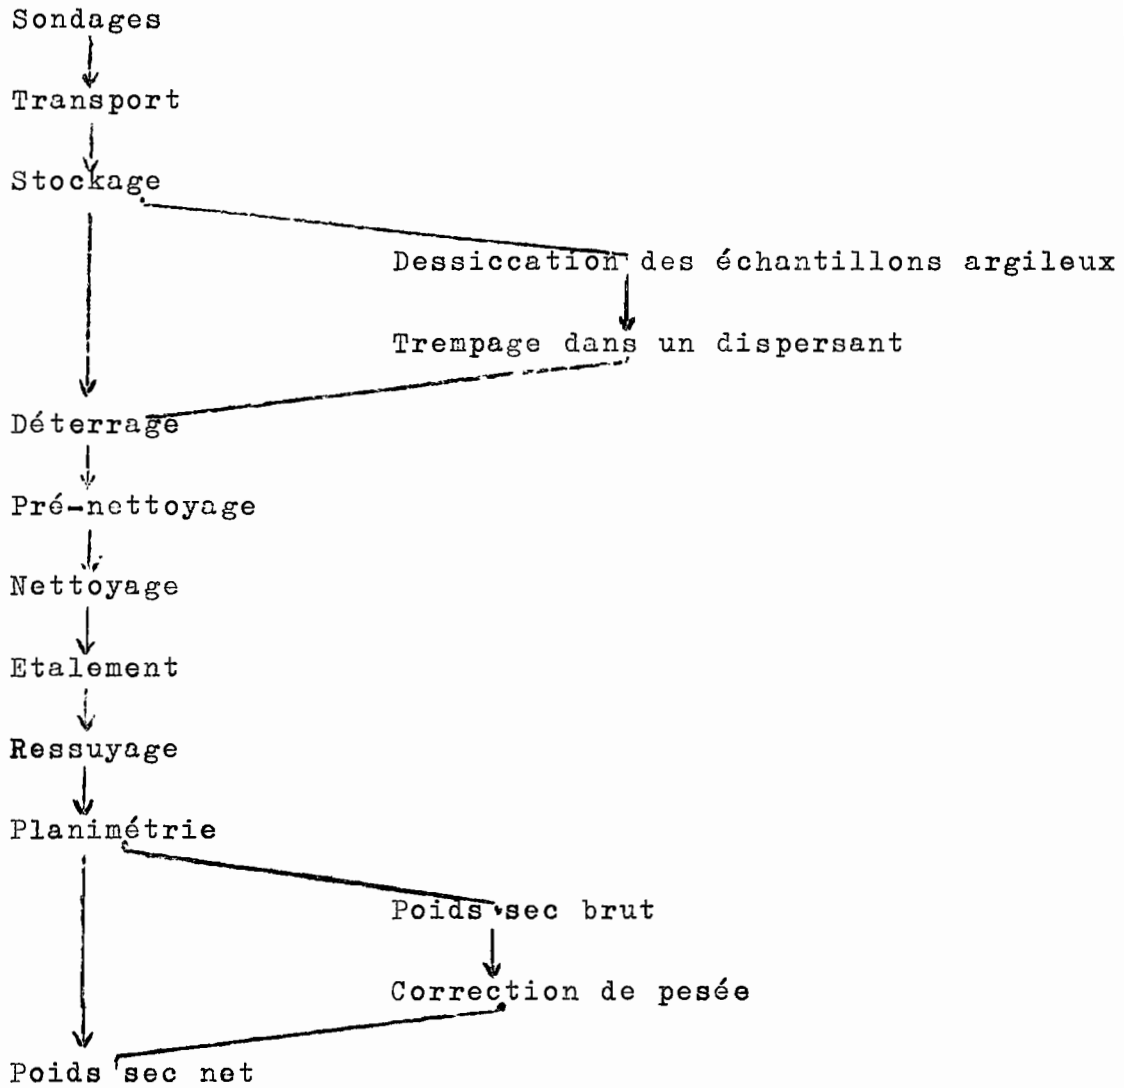 Sondages
Transport
Stockage
Dessiccation des échantillons argileux
Trempage dans un dispersant
Déterrage
Pré-nettoyage
Nettoyage
Etalement
Ressuyage
Planimétrie
Poids sec brut
Correction de pesée
Poids sec net